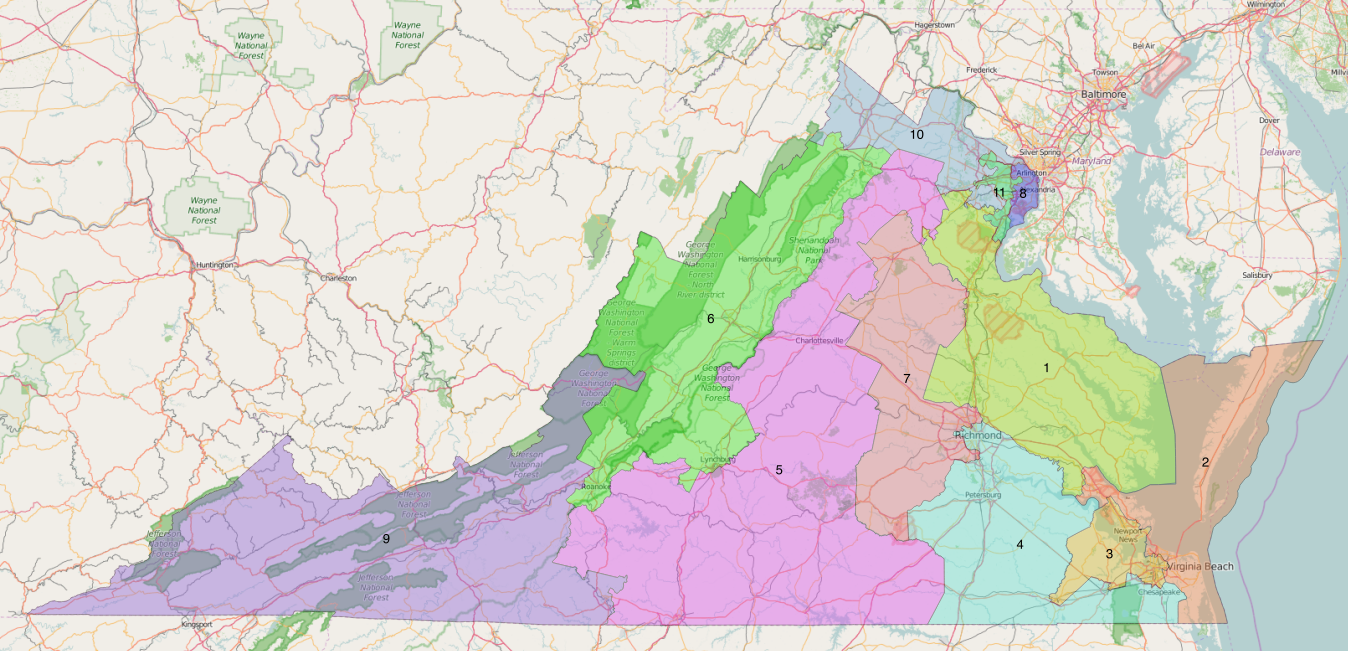 Wilmington
Hagerstown
Wayne
National
Forest
Wayne
National
Forest
Bel Air
Frederick
Towson
Baltimore
Dover
10
Silver Spring
Maryland
Delaware
Arlington
11
8
Wayne
National
Forest
Shenandoah
National
Park
George
Washington
National
Forest
North
River district
Harrisonburg
Huntington
Charleston
Salisbury
George
Washington
National
Forest
Warm
Springs
district
6
Charlottesville
George
Washington
National
Forest
George
Washington
National
Forest
7
1
Richmond
Lynchburg
5
2
Jefferson
National
Forest
Roanoke
Jefferson
National
Forest
Petersburg
Jefferson
National
Forest
9
4
Newport
News
3
Virginia Beach
Jefferson
National
Forest
Chesapeake
Kingsport